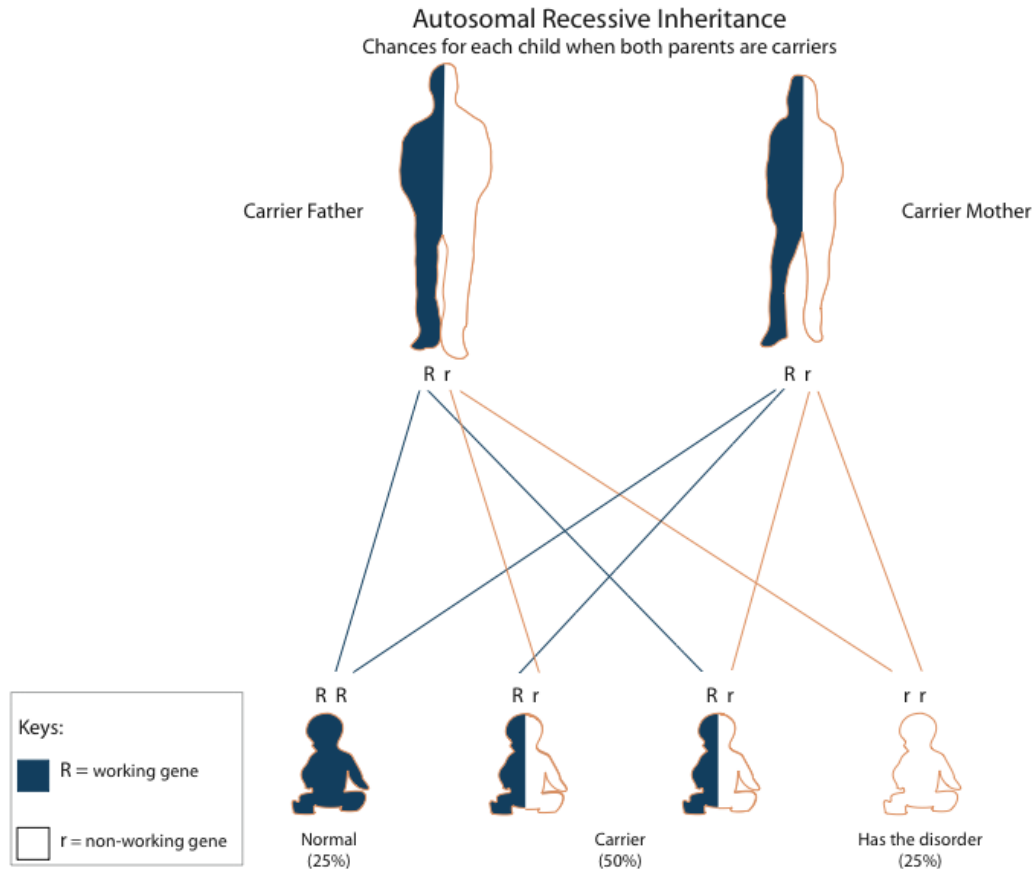 Autosomal Recessive Inheritance
Chances for each child when both parents are carriers
Carrier Father
Carrier Mother
R r
R r
R R
R r
R r
r r
Keys:
R = working gene
r = non-working gene
Normal
(25%)
Carrier
(50%)
Has the disorder
(25%)